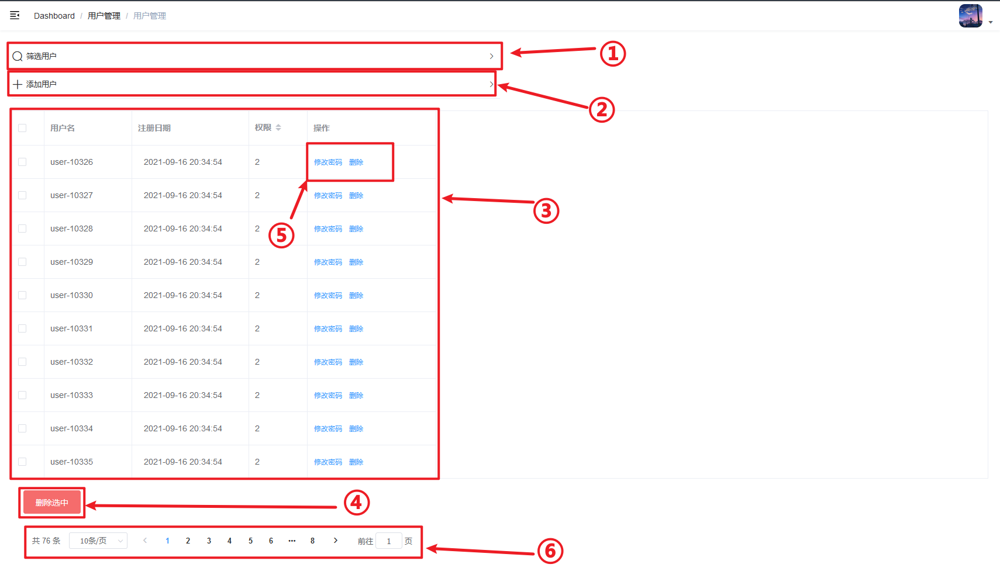 Dashboard / 用户管理 / 用户管理
筛选用户
①
添加用户
②
用户名 注册日期 权限 操作
user-10326 2021-09-16 20:34:54 2 修改密码 删除
user-10327 2021-09-16 20:34:54 2 修改密码 删除
③
user-10328 2021-09-16 20:34:54 2 修改密码 删除
⑤
user-10329 2021-09-16 20:34:54 2 修改密码 删除
user-10330 2021-09-16 20:34:54 2 修改密码 删除
user-10331 2021-09-16 20:34:54 2 修改密码 删除
user-10332 2021-09-16 20:34:54 2 修改密码 删除
user-10333 2021-09-16 20:34:54 2 修改密码 删除
user-10334 2021-09-16 20:34:54 2 修改密码 删除
user-10335 2021-09-16 20:34:54 2 修改密码 删除
删除选中
④
共 76 条 10条/页 1 2 3 4 5 6 ··· 8 前往 1 页
⑥